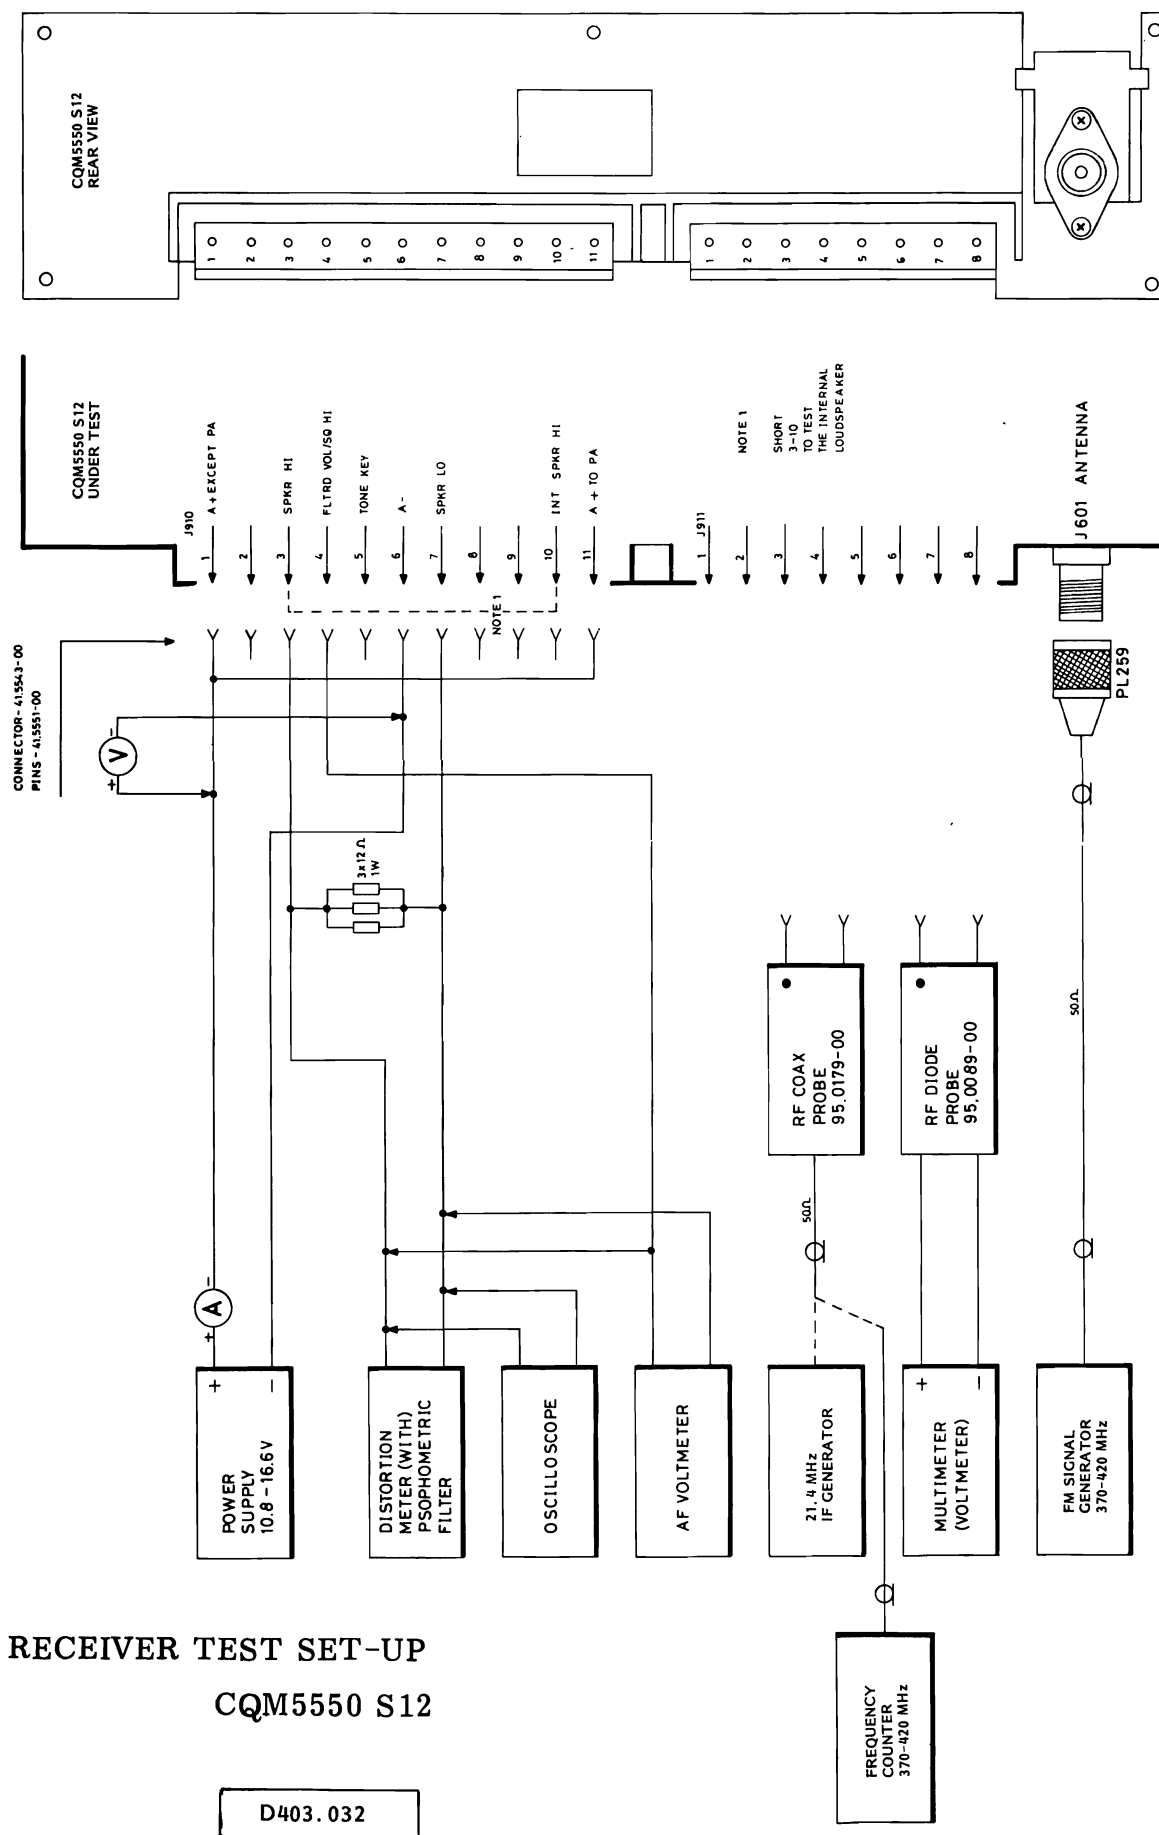 CQM5550 S12
REAR VIEW
1
2
3
4
5
6
7
8
9
10
11
1
2
3
4
5
6
7
8
CQM5550 S12
UNDER TEST
J910
1 A+EXCEPT PA
2
3 SPKR HI
4 FLTRD VOL/SQ HI
5 TONE KEY
6 A-
7 SPKR LO
8
9
10 INT SPKR HI
11 A+ TO PA
NOTE 1
J911
1
2
3
4
5
6
7
8
NOTE 1
SHORT
3-10
TO TEST
THE INTERNAL
LOUDSPEAKER
J601 ANTENNA
PL259
CONNECTOR-41.5543-00
PINS-41.5551-00
+ V -
3x12Ω
1W
50Ω
RF COAX
PROBE
95.0179-00
RF DIODE
PROBE
95.0089-00
50Ω
+ A -
+
-
POWER
SUPPLY
10.8-16.6V
DISTORTION
METER (WITH)
PSOPHOMETRIC
FILTER
OSCILLOSCOPE
AF VOLTMETER
21.4 MHz
IF GENERATOR
+
-
MULTIMETER
(VOLTMETER)
FM SIGNAL
GENERATOR
370-420 MHz
FREQUENCY
COUNTER
370-420 MHz
RECEIVER TEST SET-UP
CQM5550 S12
D403.032